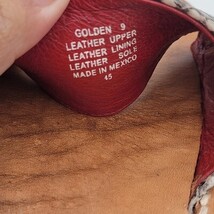 GOLDEN 9
LEATHER UPPER
LEATHER LINING
LEATHER SOLE
MADE IN MEXICO
45